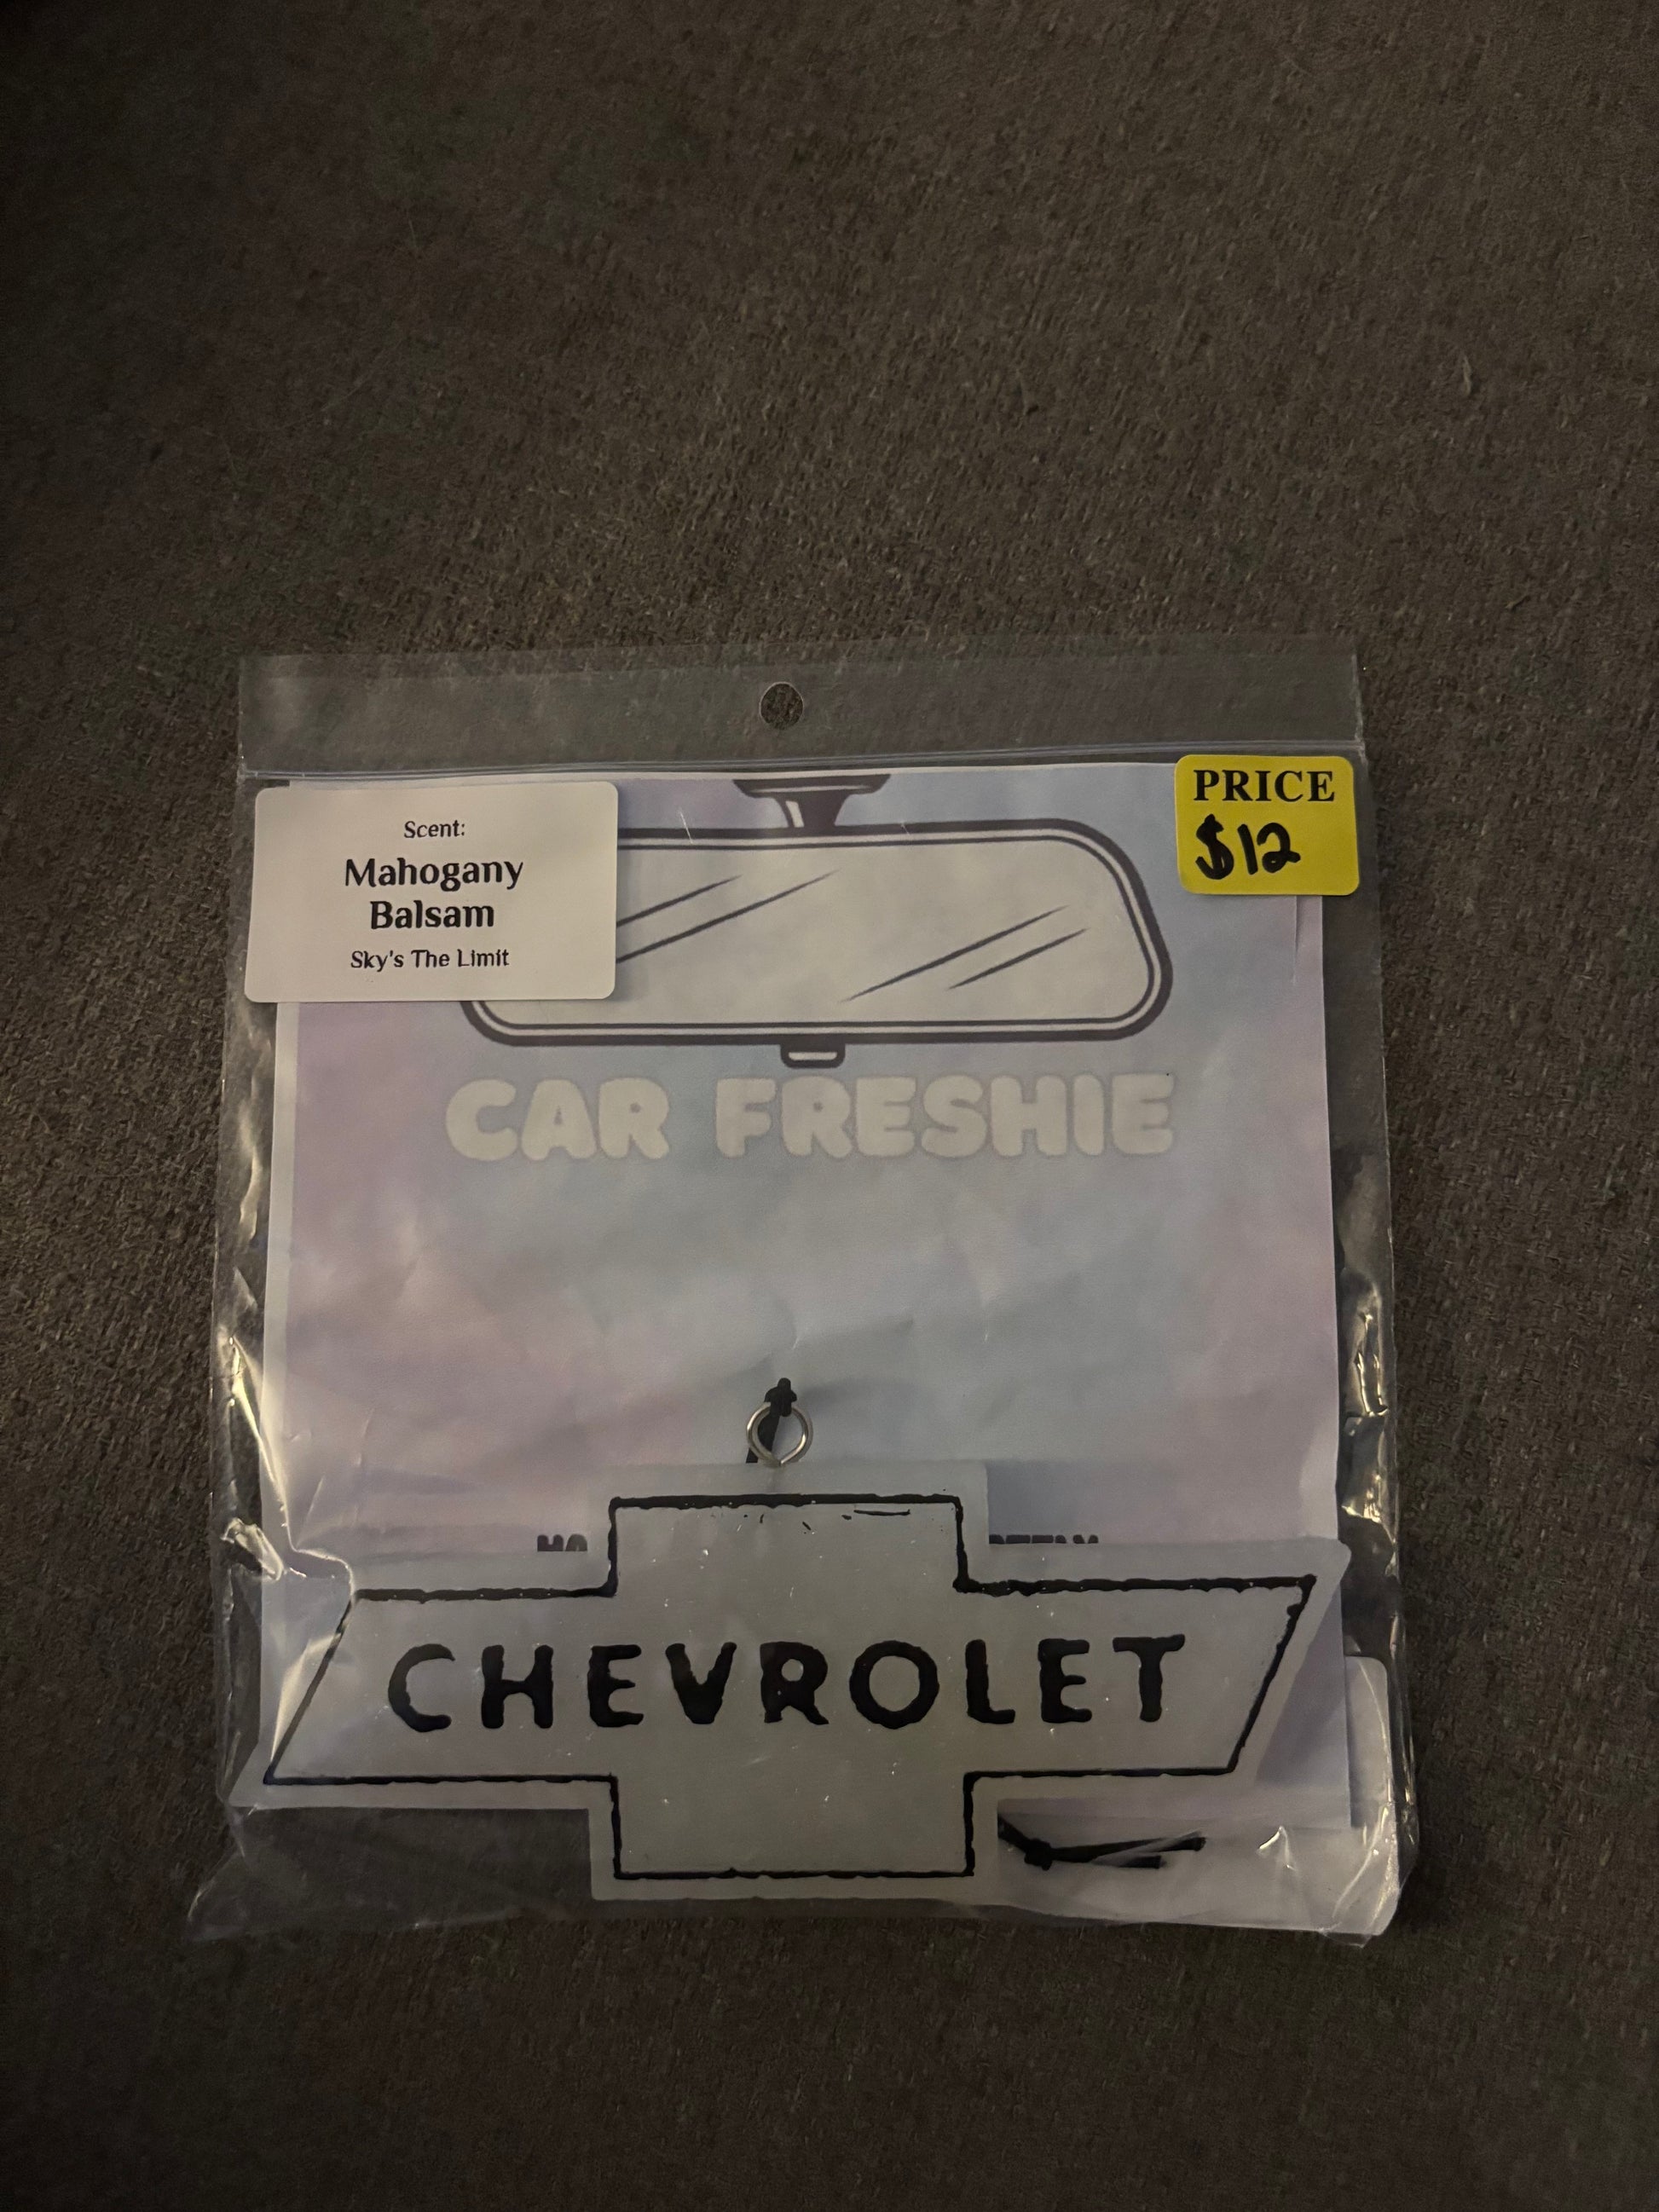 Scent:
Mahogany
Balsam
Sky's The Limit
PRICE
$12
CAR FRESHIE
CHEVROLET